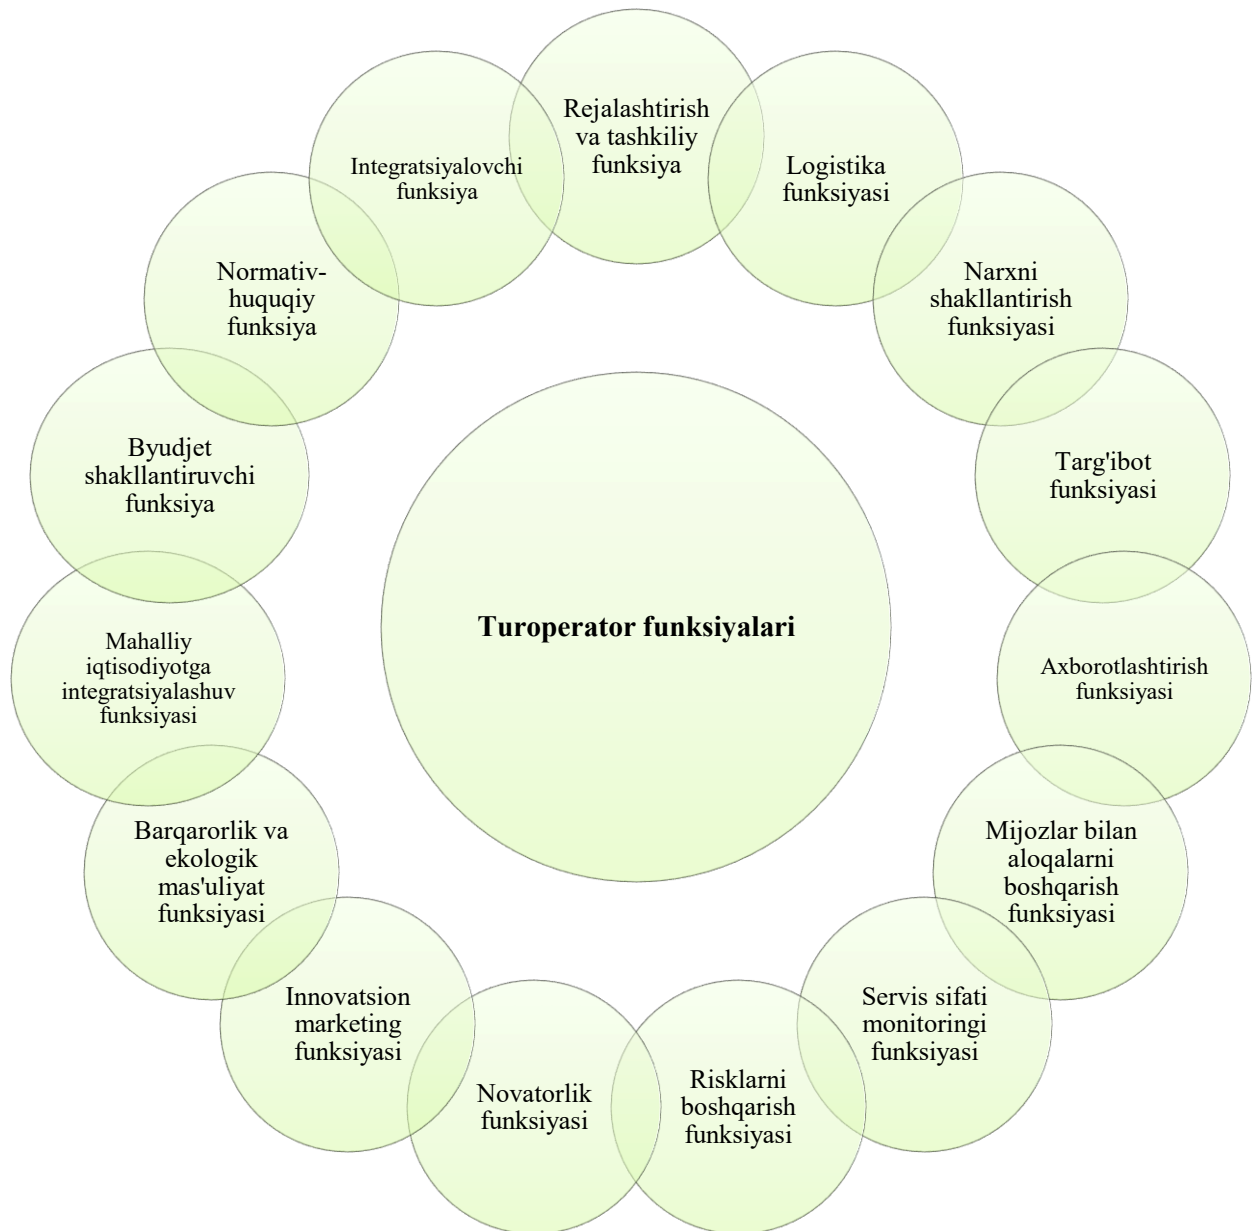 Rejalashtirish
va tashkiliy
funksiya
Logistika
funksiyasi
Narxni
shakllantirish
funksiyasi
Targ'ibot
funksiyasi
Axborotlashtirish
funksiyasi
Mijozlar bilan
aloqalarni
boshqarish
funksiyasi
Servis sifati
monitoringi
funksiyasi
Risklarni
boshqarish
funksiyasi
Novatorlik
funksiyasi
Innovatsion
marketing
funksiyasi
Barqarorlik va
ekologik
mas'uliyat
funksiyasi
Mahalliy
iqtisodiyotga
integratsiyalashuv
funksiyasi
Byudjet
shakllantiruvchi
funksiya
Normativ-
huquqiy
funksiya
Integratsiyalovchi
funksiya
Turoperator funksiyalari